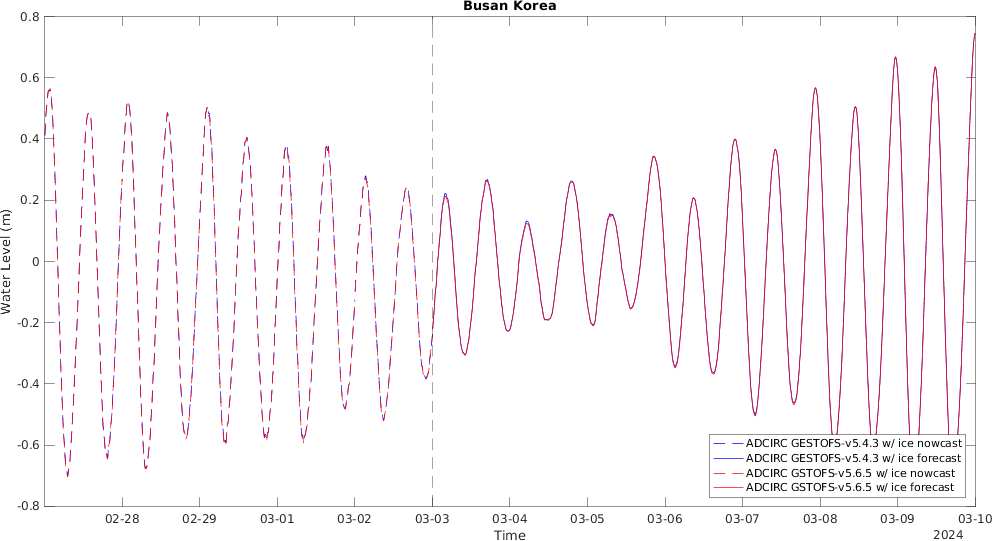 Busan Korea
0.8
0.6
0.4
0.2
0
-0.2
-0.4
-0.6
-0.8
Water Level (m)
02-28 02-29 03-01 03-02 03-03 03-04 03-05 03-06 03-07 03-08 03-09 03-10
Time
2024
ADCIRC GESTOFS-v5.4.3 w/ ice nowcast
ADCIRC GESTOFS-v5.4.3 w/ ice forecast
ADCIRC GSTOFS-v5.6.5 w/ ice nowcast
ADCIRC GSTOFS-v5.6.5 w/ ice forecast